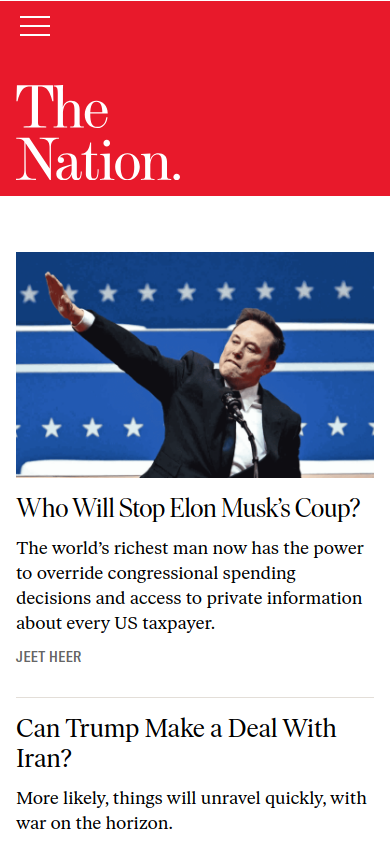 The
Nation.
Who Will Stop Elon Musk’s Coup?
The world’s richest man now has the power
to override congressional spending
decisions and access to private information
about every US taxpayer.
JEET HEER
Can Trump Make a Deal With
Iran?
More likely, things will unravel quickly, with
war on the horizon.